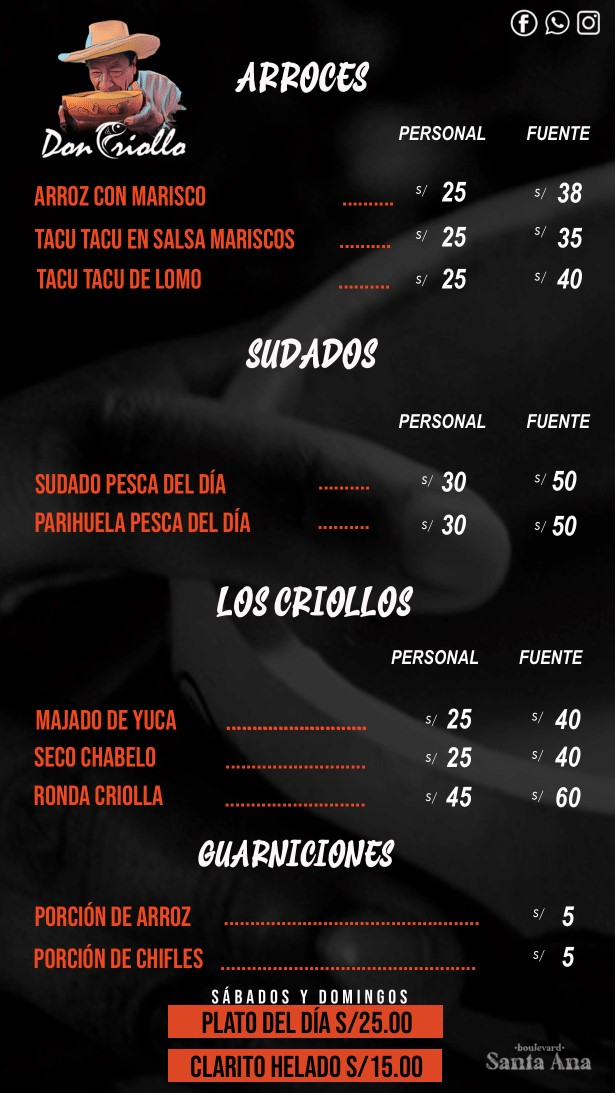 Don Criollo
ARROCES
PERSONAL FUENTE
ARROZ CON MARISCO .......... S/ 25 S/ 38
TACU TACU EN SALSA MARISCOS .......... S/ 25 S/ 35
TACU TACU DE LOMO .......... S/ 25 S/ 40
SUDADOS
PERSONAL FUENTE
SUDADO PESCA DEL DÍA .......... S/ 30 S/ 50
PARIHUELA PESCA DEL DÍA .......... S/ 30 S/ 50
LOS CRIOLLOS
PERSONAL FUENTE
MAJADO DE YUCA ............................ S/ 25 S/ 40
SECO CHABELO ............................ S/ 25 S/ 40
RONDA CRIOLLA ............................ S/ 45 S/ 60
GUARNICIONES
PORCIÓN DE ARROZ .................................................. S/ 5
PORCIÓN DE CHIFLES .................................................. S/ 5
SÁBADOS Y DOMINGOS
PLATO DEL DÍA S/25.00
CLARITO HELADO S/15.00
·boulevard·
Santa Ana